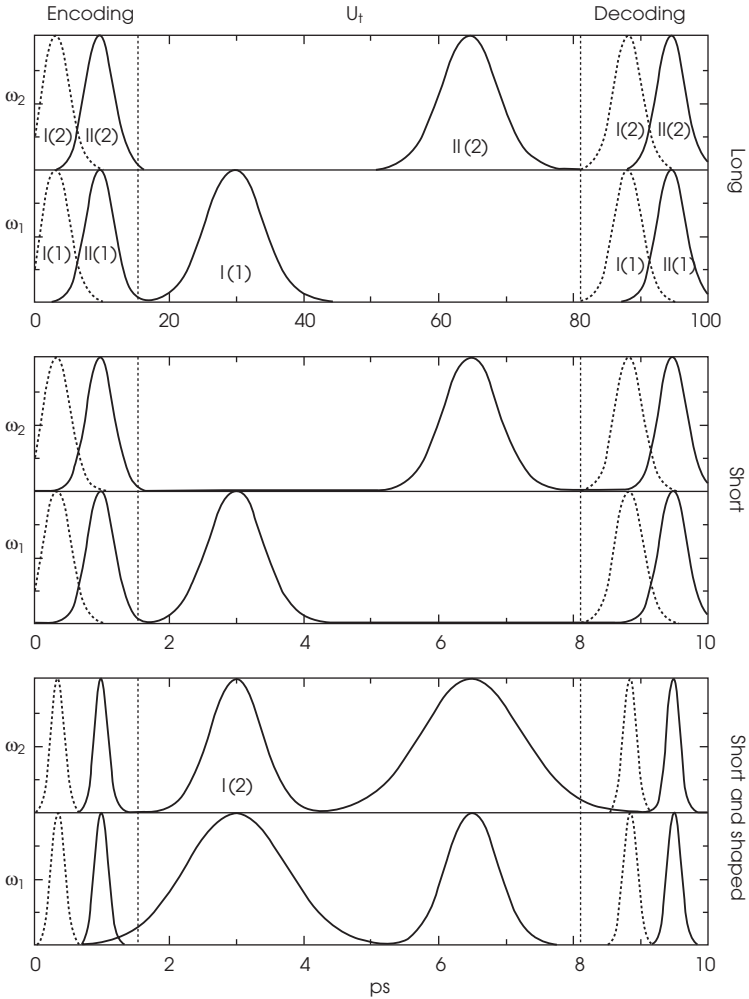 Encoding U_t Decoding
ω2
I(2) II(2) II(2) I(2) II(2)
Long
ω1
I(1) II(1) I(1) I(1) II(1)
0 20 40 60 80 100
ω2
Short
ω1
0 2 4 6 8 10
ω2
I(2)
Short and shaped
ω1
0 2 4 6 8 10
ps